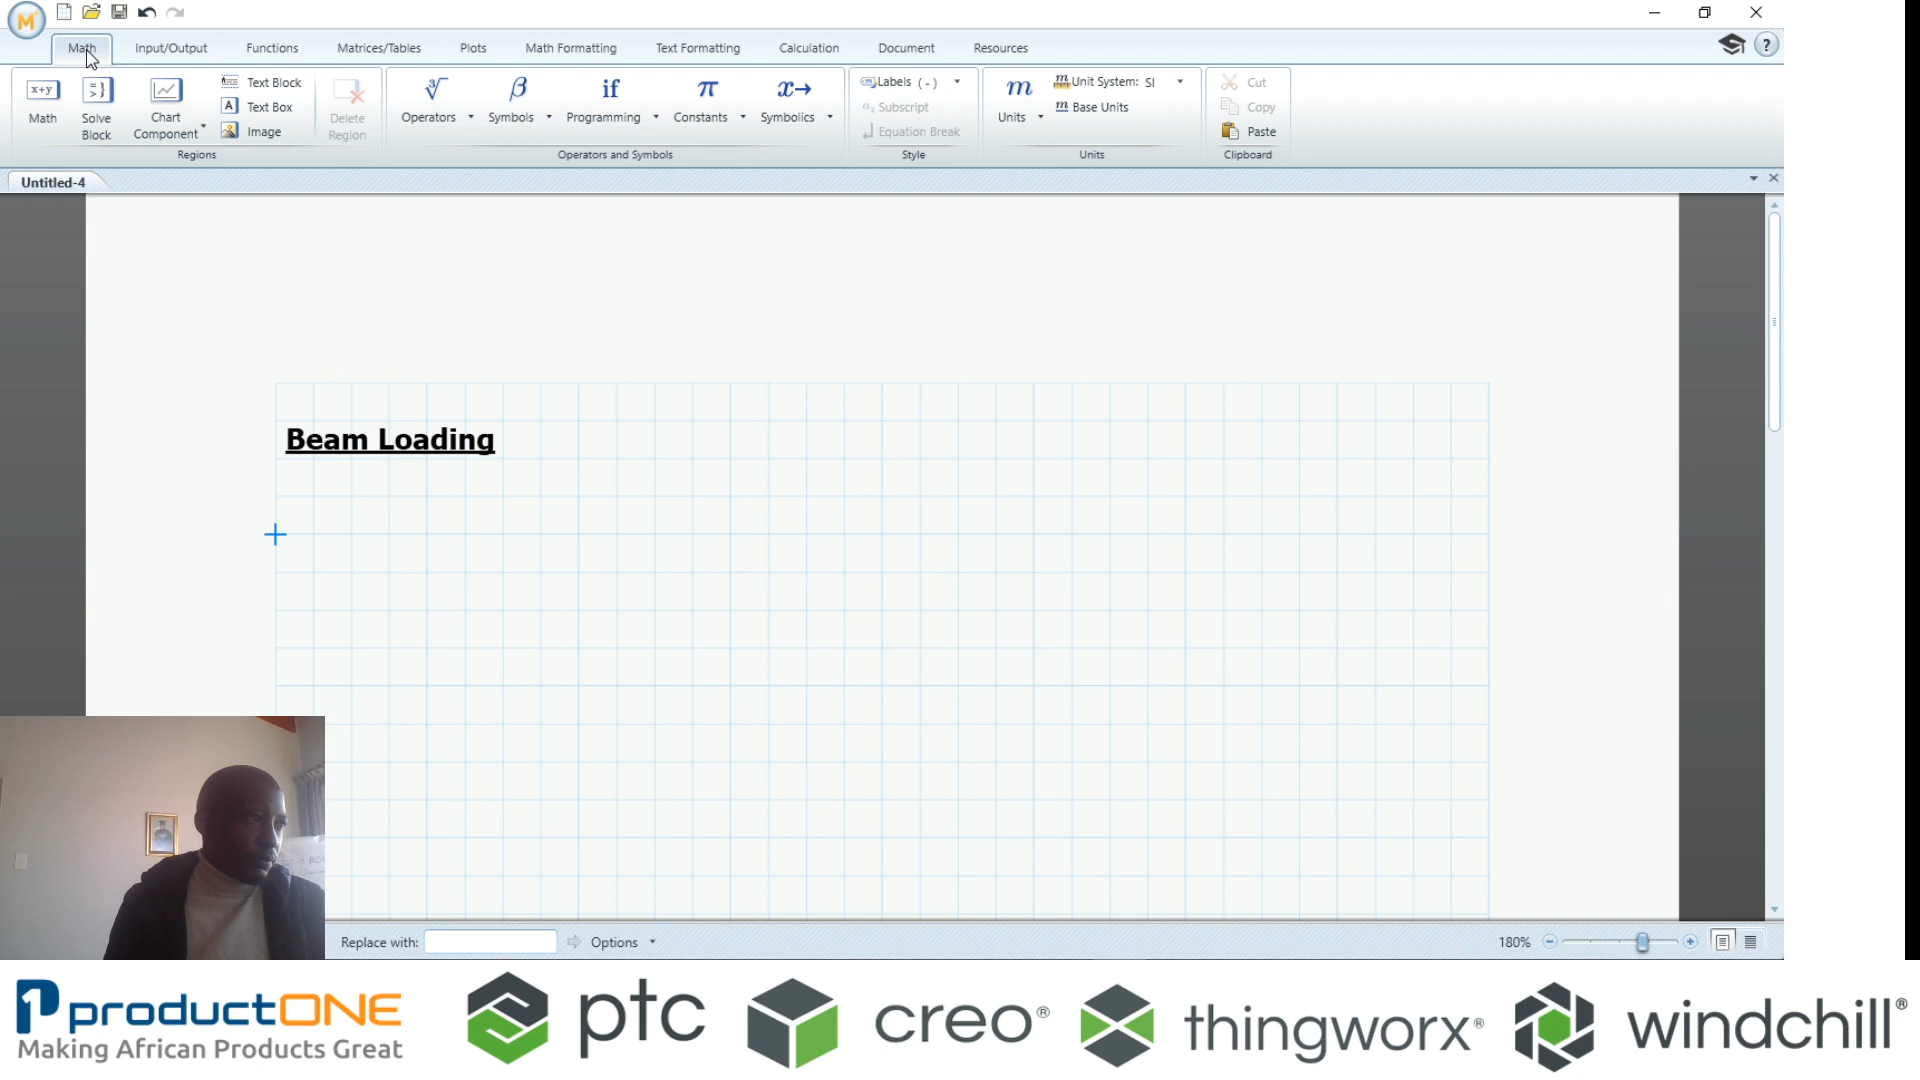 Math Input/Output Functions Matrices/Tables Plots Math Formatting Text Formatting Calculation Document Resources
?
x+y
Math
Solve
Block
Chart
Component
Text Block
A Text Box
Image
Delete
Region
Regions
Operators
β
Symbols
if
Programming
π
Constants
x→
Symbolics
Operators and Symbols
Labels ( - )
Subscript
Equation Break
Style
m
Units
Unit System: SI
Base Units
Units
Cut
Copy
Paste
Clipboard
Untitled-4
Beam Loading
Replace with: Options 180%
1 productONE
Making African Products Great
ptc
creo®
thingworx®
windchill®